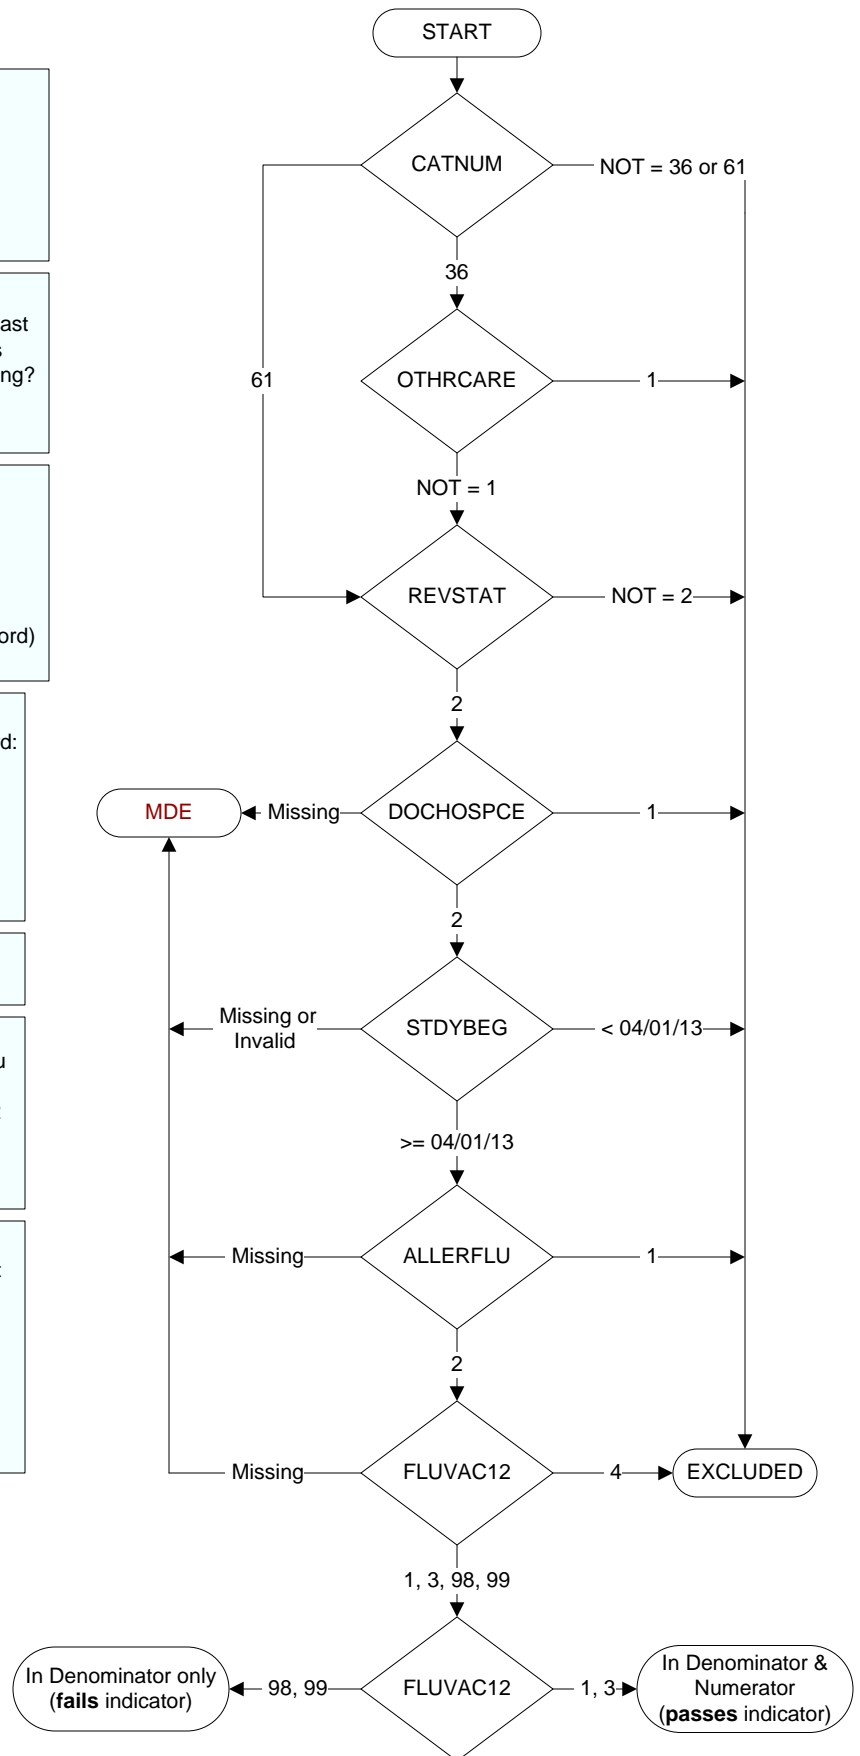 START
CATNUM
NOT = 36 or 61
36
ast
s
ng?
61
OTHRCARE
1
NOT = 1
REVSTAT
NOT = 2
ord)
2
d:
MDE
Missing
DOCHOSPCE
1
2
Missing or
Invalid
STDYBEG
< 04/01/13
u
>= 04/01/13
Missing
ALLERFLU
1
2
Missing
FLUVAC12
4
EXCLUDED
1, 3, 98, 99
In Denominator only
(fails indicator)
98, 99
FLUVAC12
1, 3
In Denominator &
Numerator
(passes indicator)